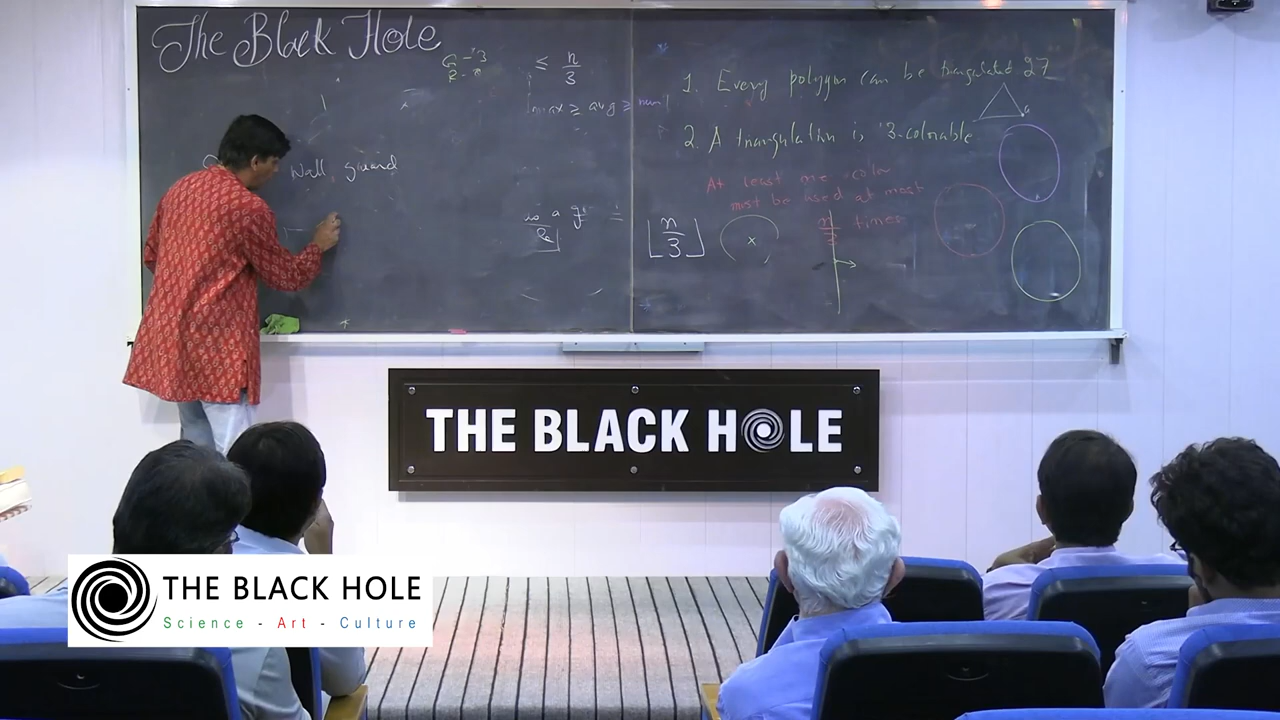 The Black Hole
G - 3
≤ n/3
max ≥ avg ≥
Wall guard
⌊n/3⌋
1. Every polygon can be triangulated
2. A triangulation is 3-colorable
At least one color
must be used at most
n/3 times
THE BLACK HOLE
THE BLACK HOLE
Science - Art - Culture